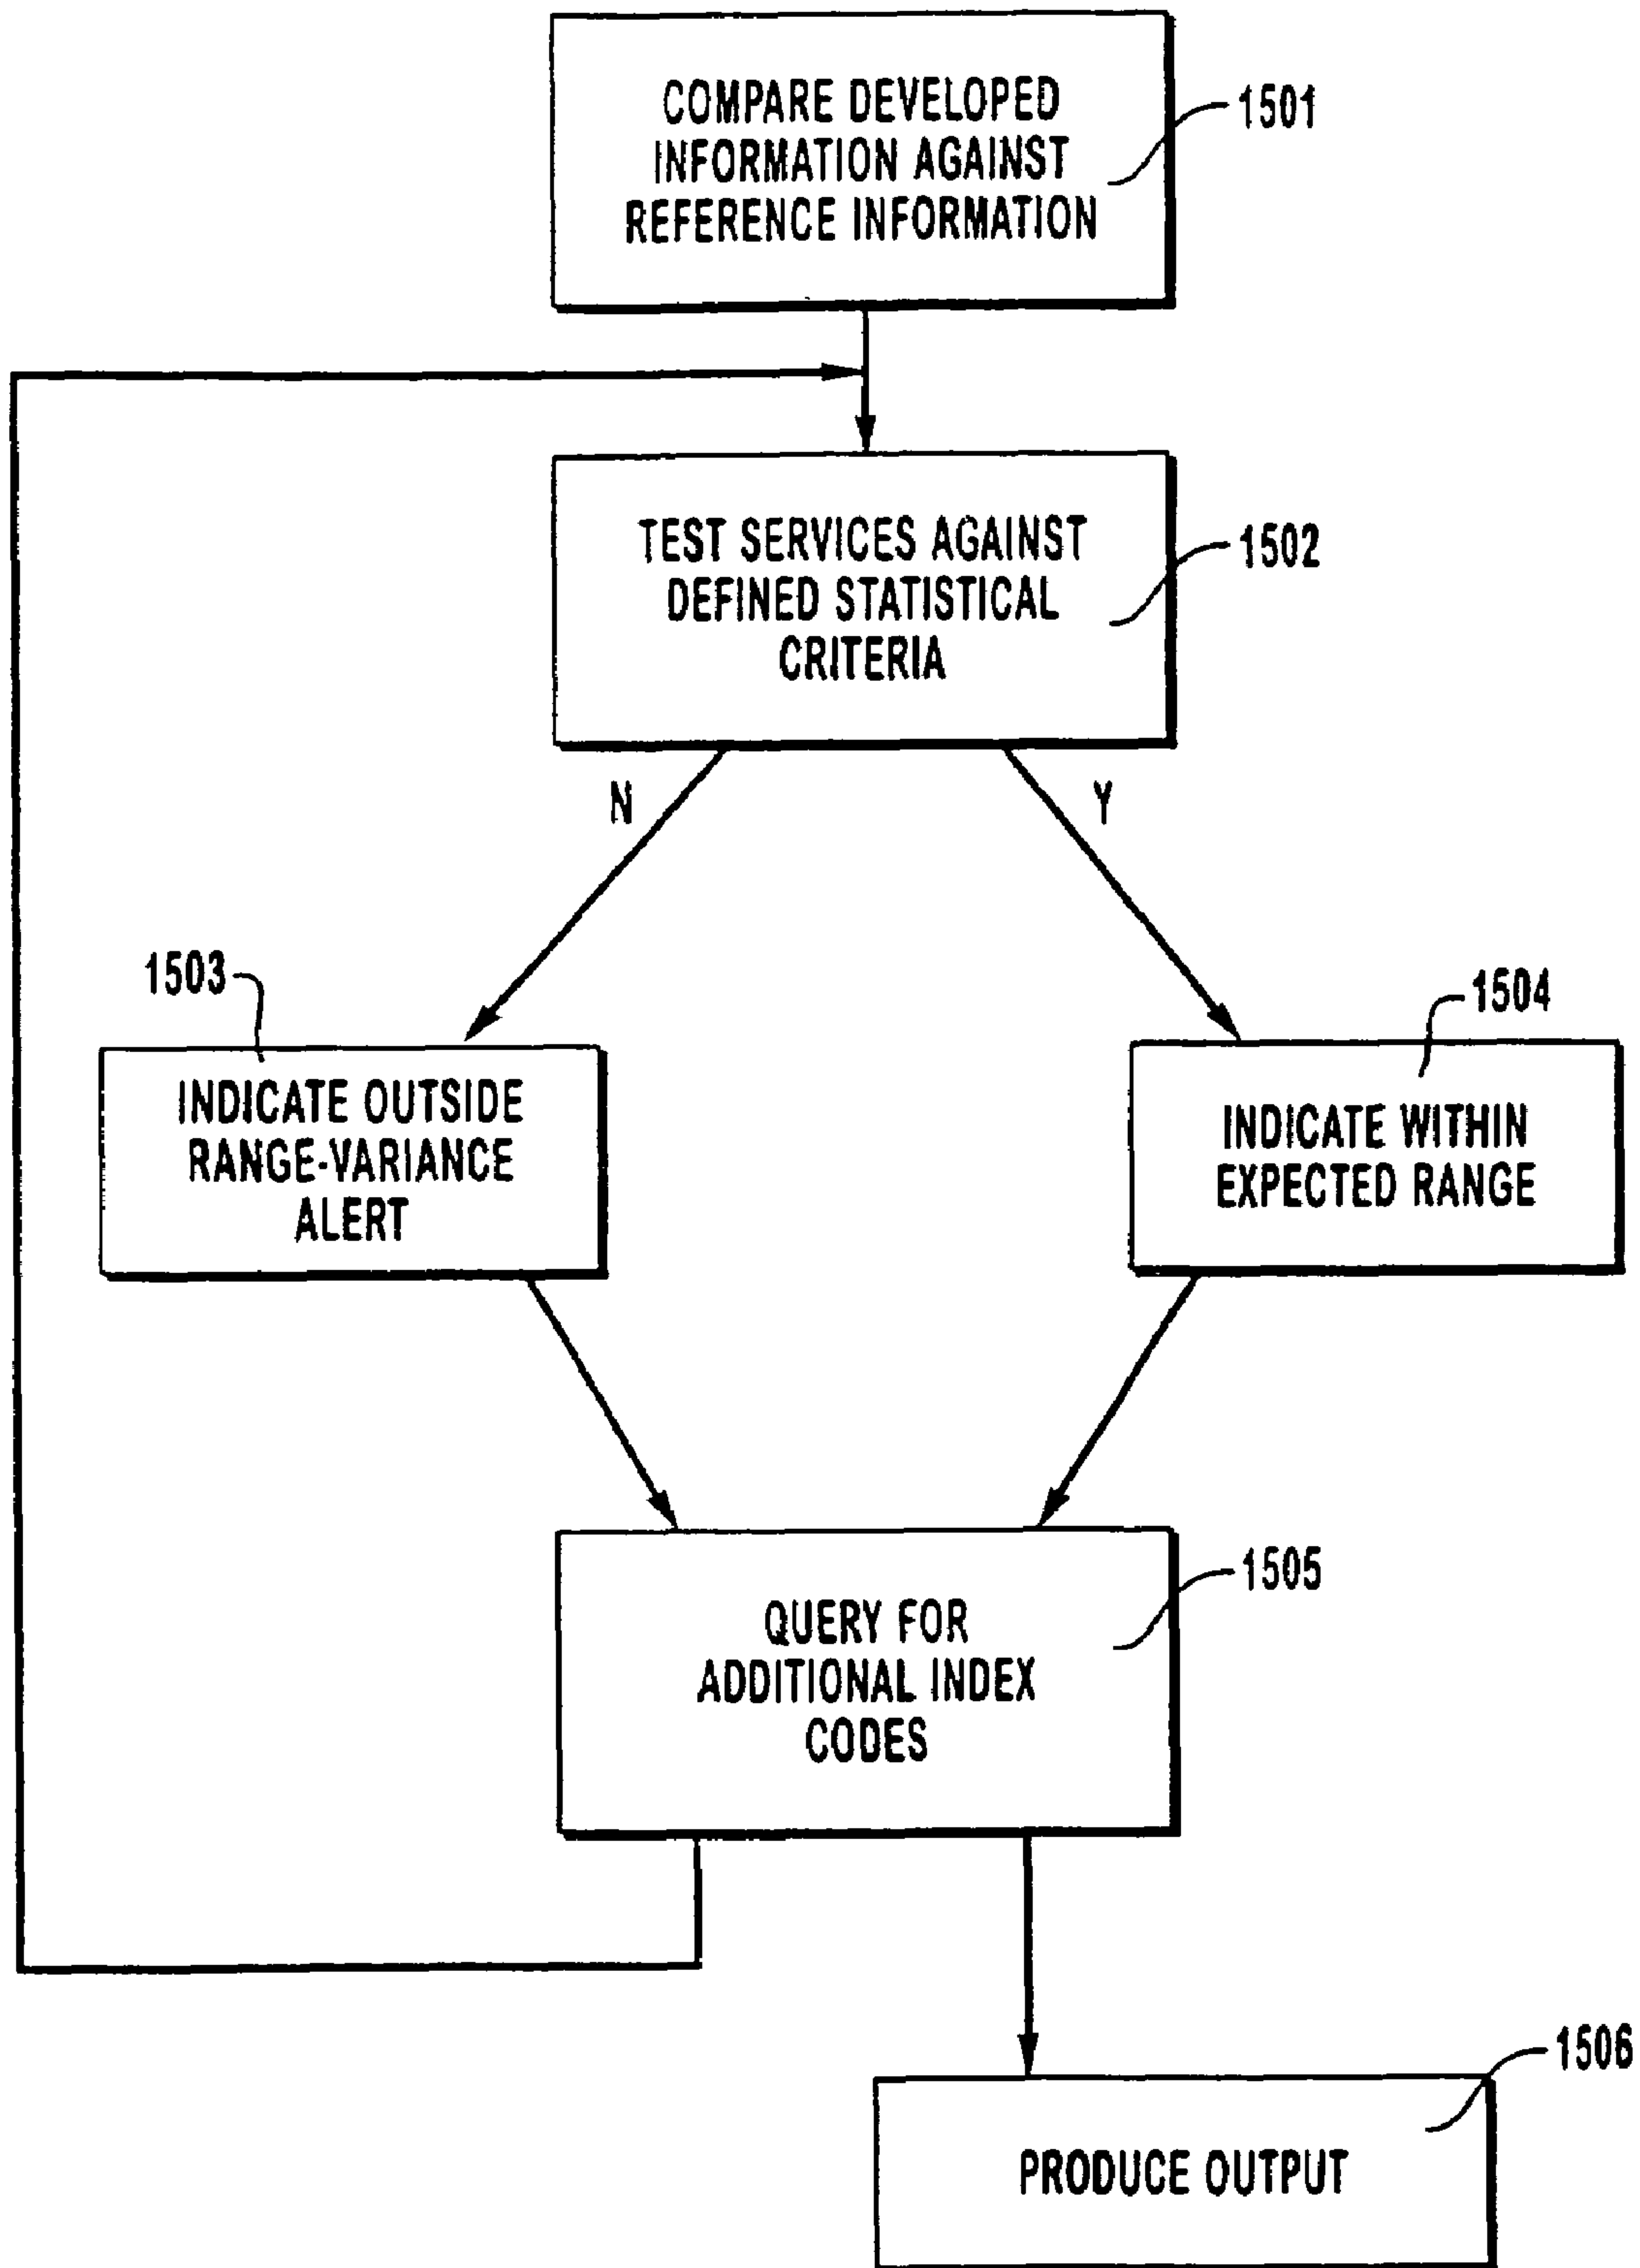 COMPARE DEVELOPED
INFORMATION AGAINST
REFERENCE INFORMATION
1501
TEST SERVICES AGAINST
DEFINED STATISTICAL
CRITERIA
1502
N
Y
1503
INDICATE OUTSIDE
RANGE-VARIANCE
ALERT
1504
INDICATE WITHIN
EXPECTED RANGE
QUERY FOR
ADDITIONAL INDEX
CODES
1505
1506
PRODUCE OUTPUT